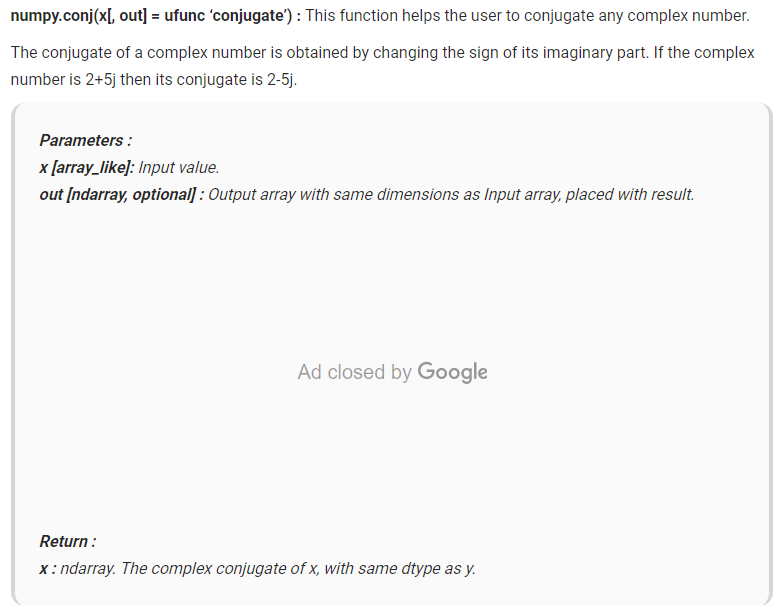 numpy.conj(x[, out] = ufunc ‘conjugate’) : This function helps the user to conjugate any complex number.
The conjugate of a complex number is obtained by changing the sign of its imaginary part. If the complex
number is 2+5j then its conjugate is 2-5j.
Parameters :
x [array_like]: Input value.
out [ndarray, optional] : Output array with same dimensions as Input array, placed with result.
Ad closed by Google
Return :
x : ndarray. The complex conjugate of x, with same dtype as y.